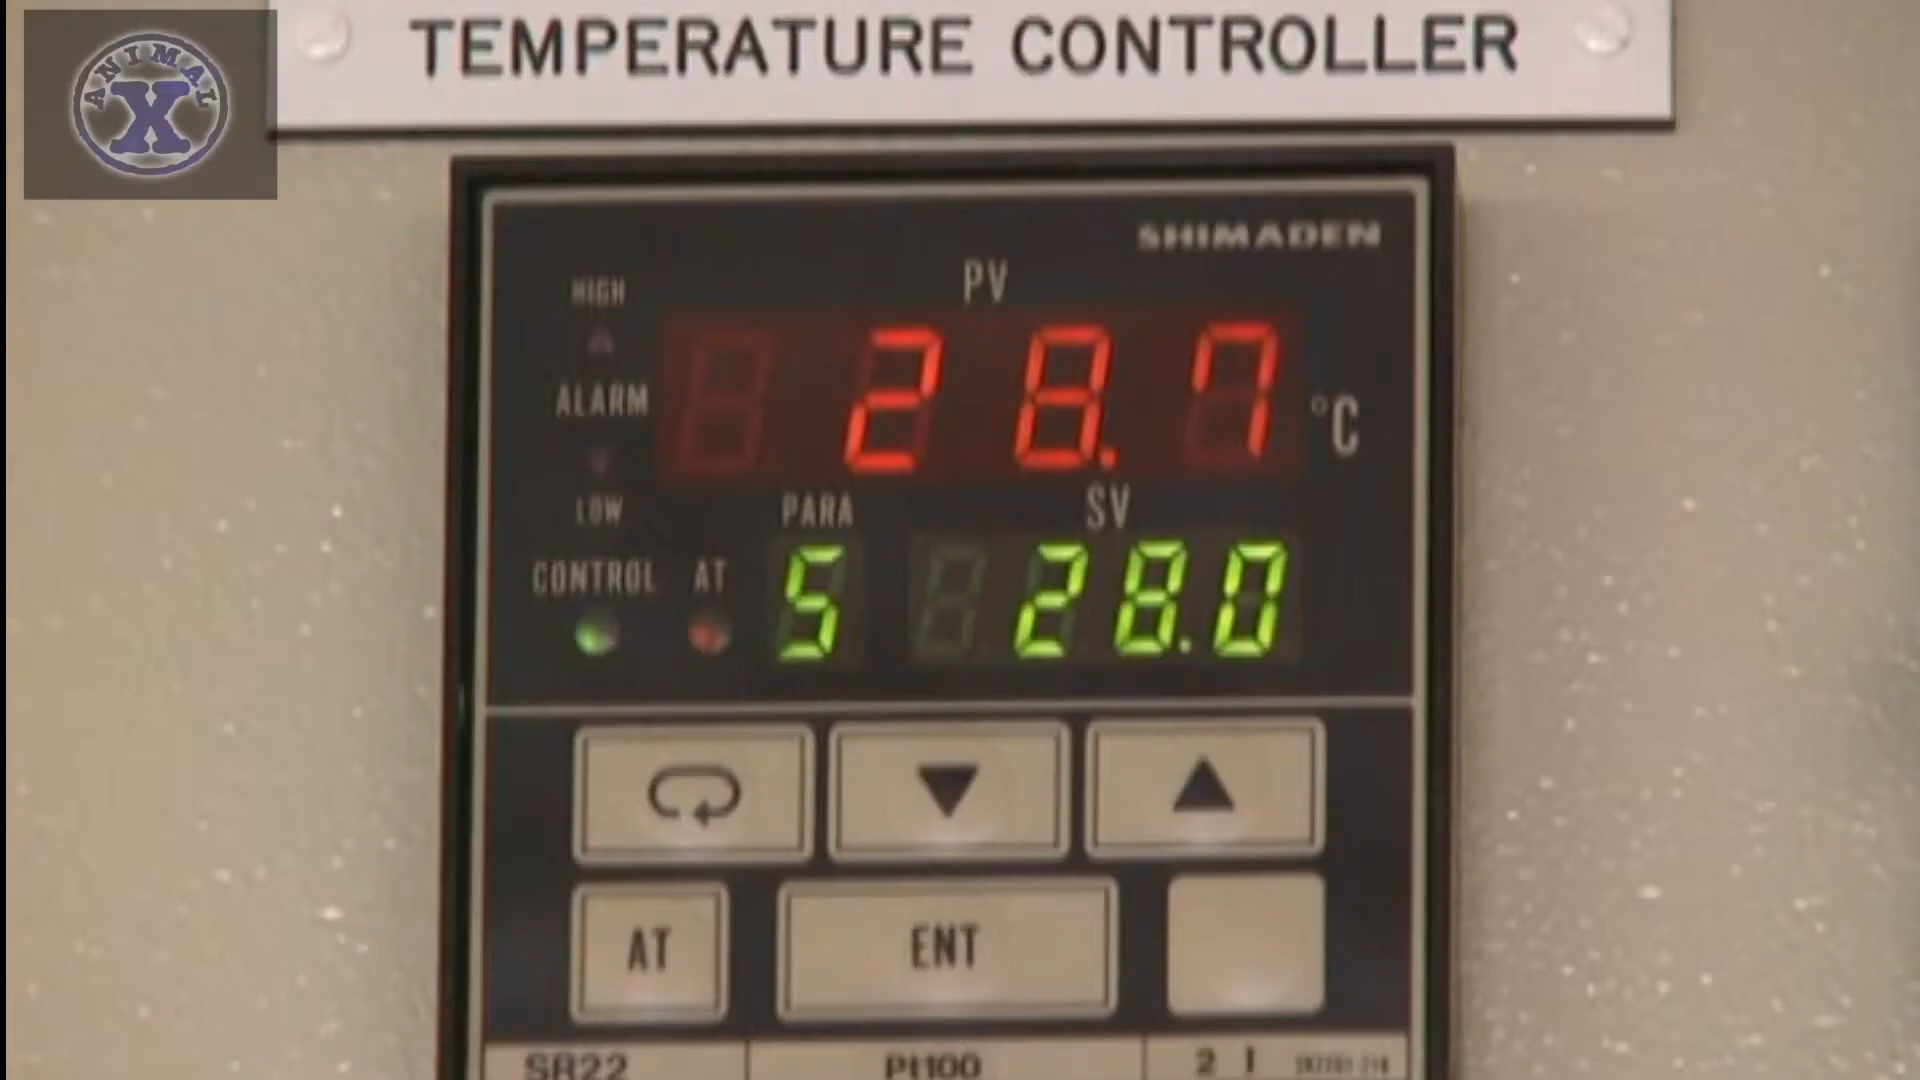 TEMPERATURE CONTROLLER
ANIMAL
X
SHIMADEN
PV
HIGH
28.7 °C
ALARM
LOW
PARA SV
CONTROL AT
5 28.0
AT ENT
SR22 Pt100 2 1